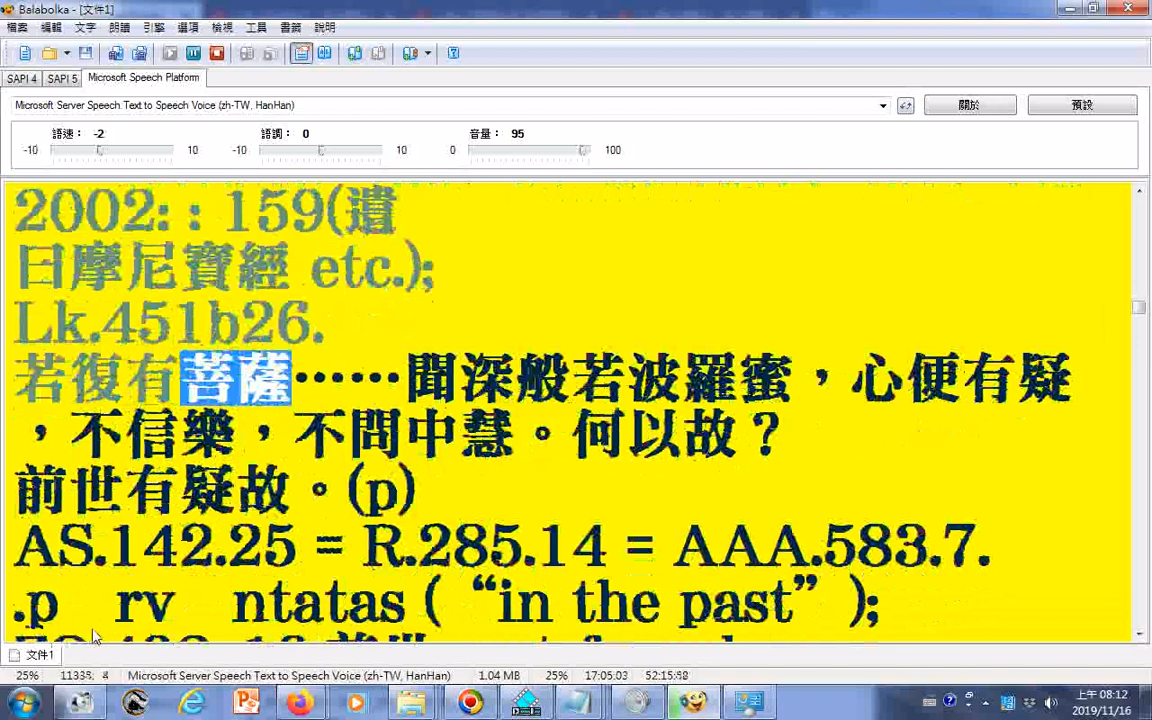 Balabolka - [文件1]
檔案 編輯 文字 朗讀 引擎 選項 檢視 工具 書籤 說明
SAPI 4 SAPI 5 Microsoft Speech Platform
Microsoft Server Speech Text to Speech Voice (zh-TW, HanHan)
關於 預設
語速： -2 語調： 0 音量： 95
-10 10 -10 10 0 100
2002: : 159(遺
日摩尼寶經 etc.);
Lk.451b26.
若復有菩薩……聞深般若波羅蜜，心便有疑
，不信樂，不問中慧。何以故？
前世有疑故。(p)
AS.142.25 = R.285.14 = AAA.583.7.
.p rv ntatas (“in the past”);
文件1
25% Microsoft Server Speech Text to Speech Voice (zh-TW, HanHan) 1.04 MB 25% 17:05:03
上午 08:12
2019/11/16